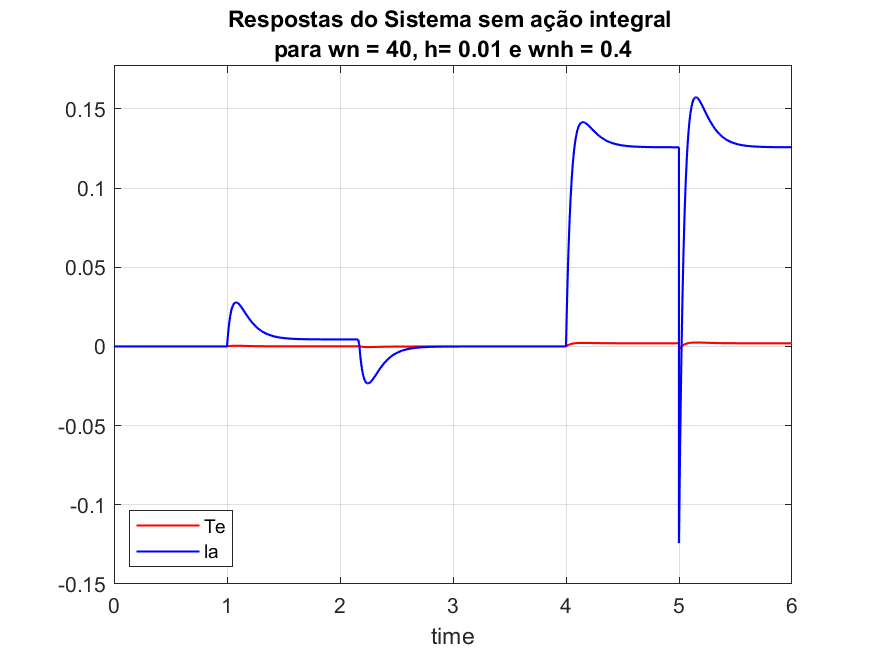 Respostas do Sistema sem ação integral
para wn = 40, h= 0.01 e wnh = 0.4
0.15
0.1
0.05
0
-0.05
-0.1
-0.15
Te
Ia
0 1 2 3 4 5 6
time